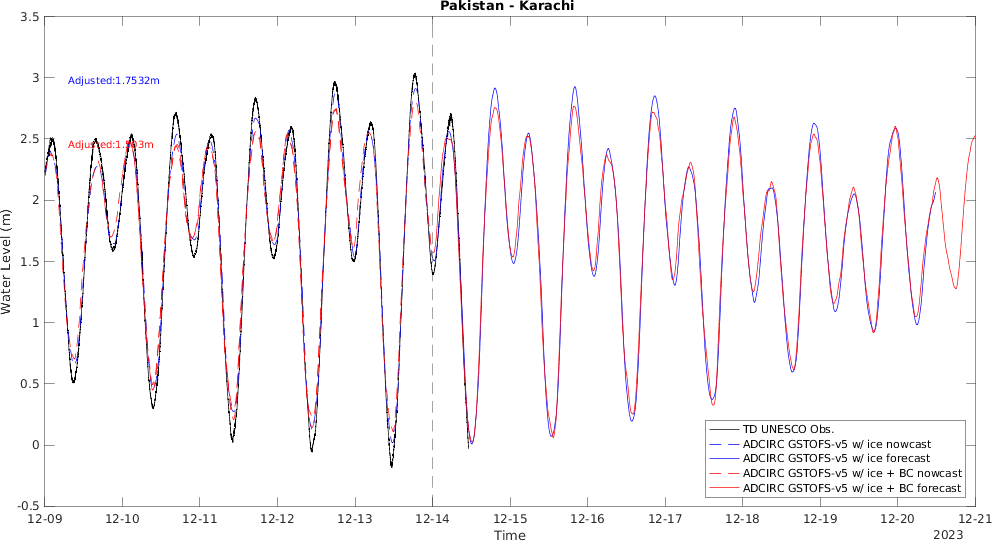 Pakistan - Karachi
3.5
3
2.5
2
1.5
1
0.5
0
-0.5
Water Level (m)
Adjusted:1.7532m
TD UNESCO Obs.
ADCIRC GSTOFS-v5 w/ ice nowcast
ADCIRC GSTOFS-v5 w/ ice forecast
ADCIRC GSTOFS-v5 w/ ice + BC nowcast
ADCIRC GSTOFS-v5 w/ ice + BC forecast
12-09 12-10 12-11 12-12 12-13 12-14 12-15 12-16 12-17 12-18 12-19 12-20 12-21
Time
2023